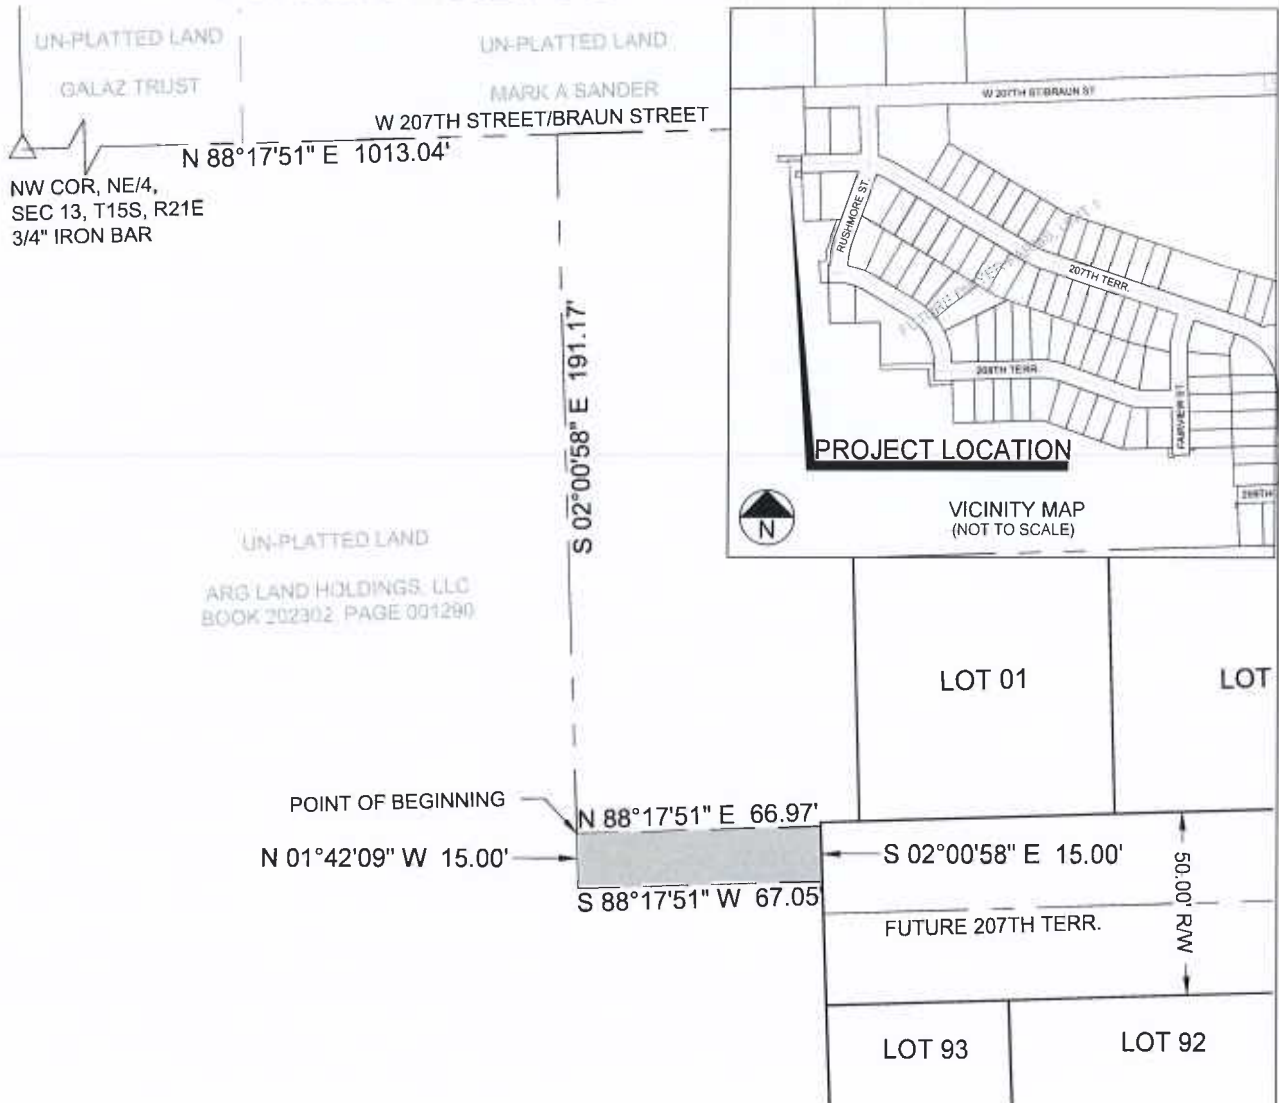 UN-PLATTED LAND
GALAZ TRUST
UN-PLATTED LAND
MARK A SANDER
W 207TH STREET/BRAUN STREET
N 88°17'51" E 1013.04'
NW COR, NE/4,
SEC 13, T15S, R21E
3/4" IRON BAR
S 02°00'58" E 191.17'
W 207TH ST/BRAUN ST
RUSHMORE ST.
207TH TERR.
208TH TERR.
FAIRVIEW ST.
PROJECT LOCATION
N
VICINITY MAP
(NOT TO SCALE)
UN-PLATTED LAND
ARG LAND HOLDINGS, LLC
BOOK 202302, PAGE 001290
LOT 01
LOT
POINT OF BEGINNING
N 88°17'51" E 66.97'
N 01°42'09" W 15.00'
S 02°00'58" E 15.00'
S 88°17'51" W 67.05'
50.00' R/W
FUTURE 207TH TERR.
LOT 93
LOT 92